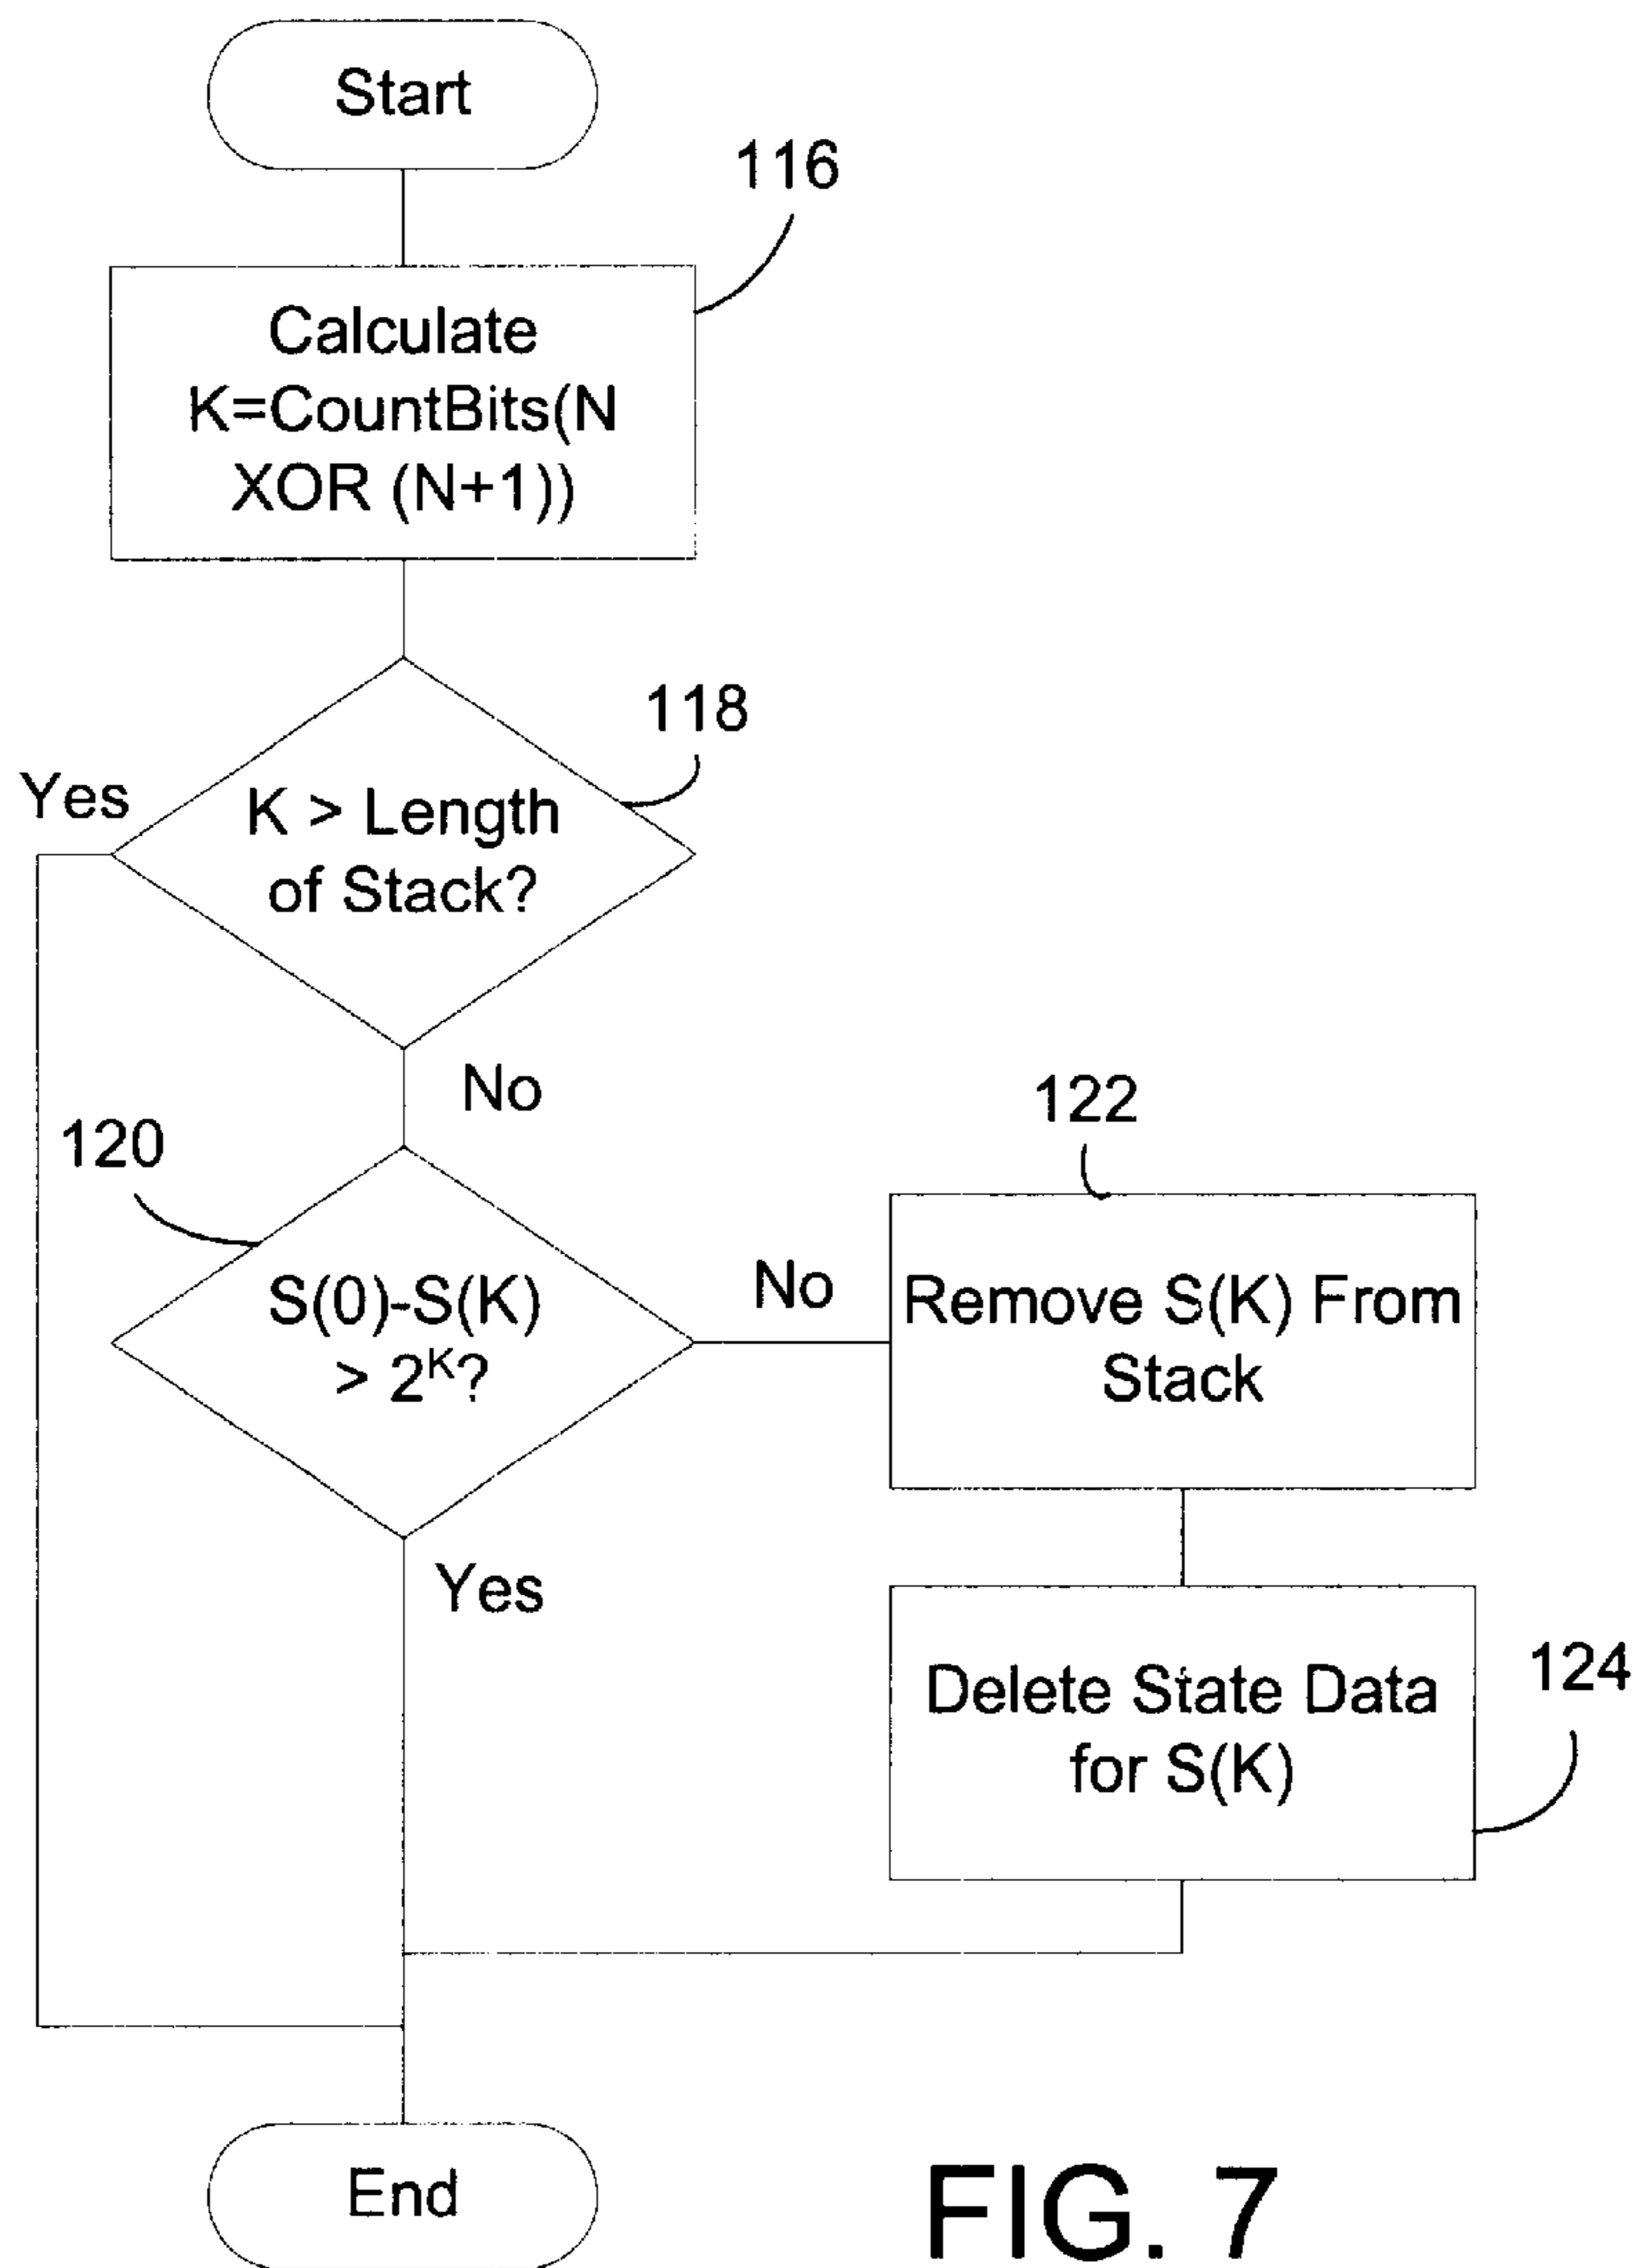 Start
116
Calculate
K=CountBits(N
XOR (N+1))
118
Yes
K > Length
of Stack?
No
120
122
S(0)-S(K)
> 2ᴷ?
No
Remove S(K) From
Stack
Yes
Delete State Data
for S(K)
124
End
FIG. 7